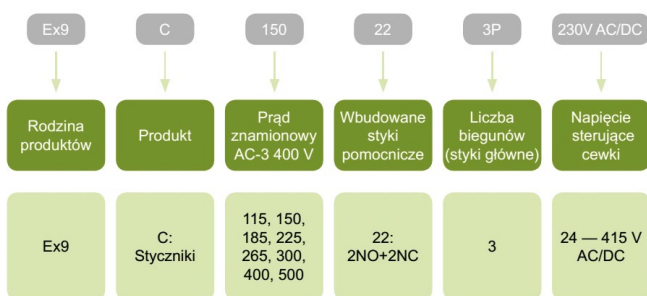 Ex9
C
150
22
3P
230V AC/DC
Rodzina
produktów
Produkt
Prąd
znamionowy
AC-3 400 V
Wbudowane
styki
pomocnicze
Liczba
biegunów
(styki główne)
Napięcie
sterujące
cewki
Ex9
C:
Styczniki
115, 150,
185, 225,
265, 300,
400, 500
22:
2NO+2NC
3
24 — 415 V
AC/DC